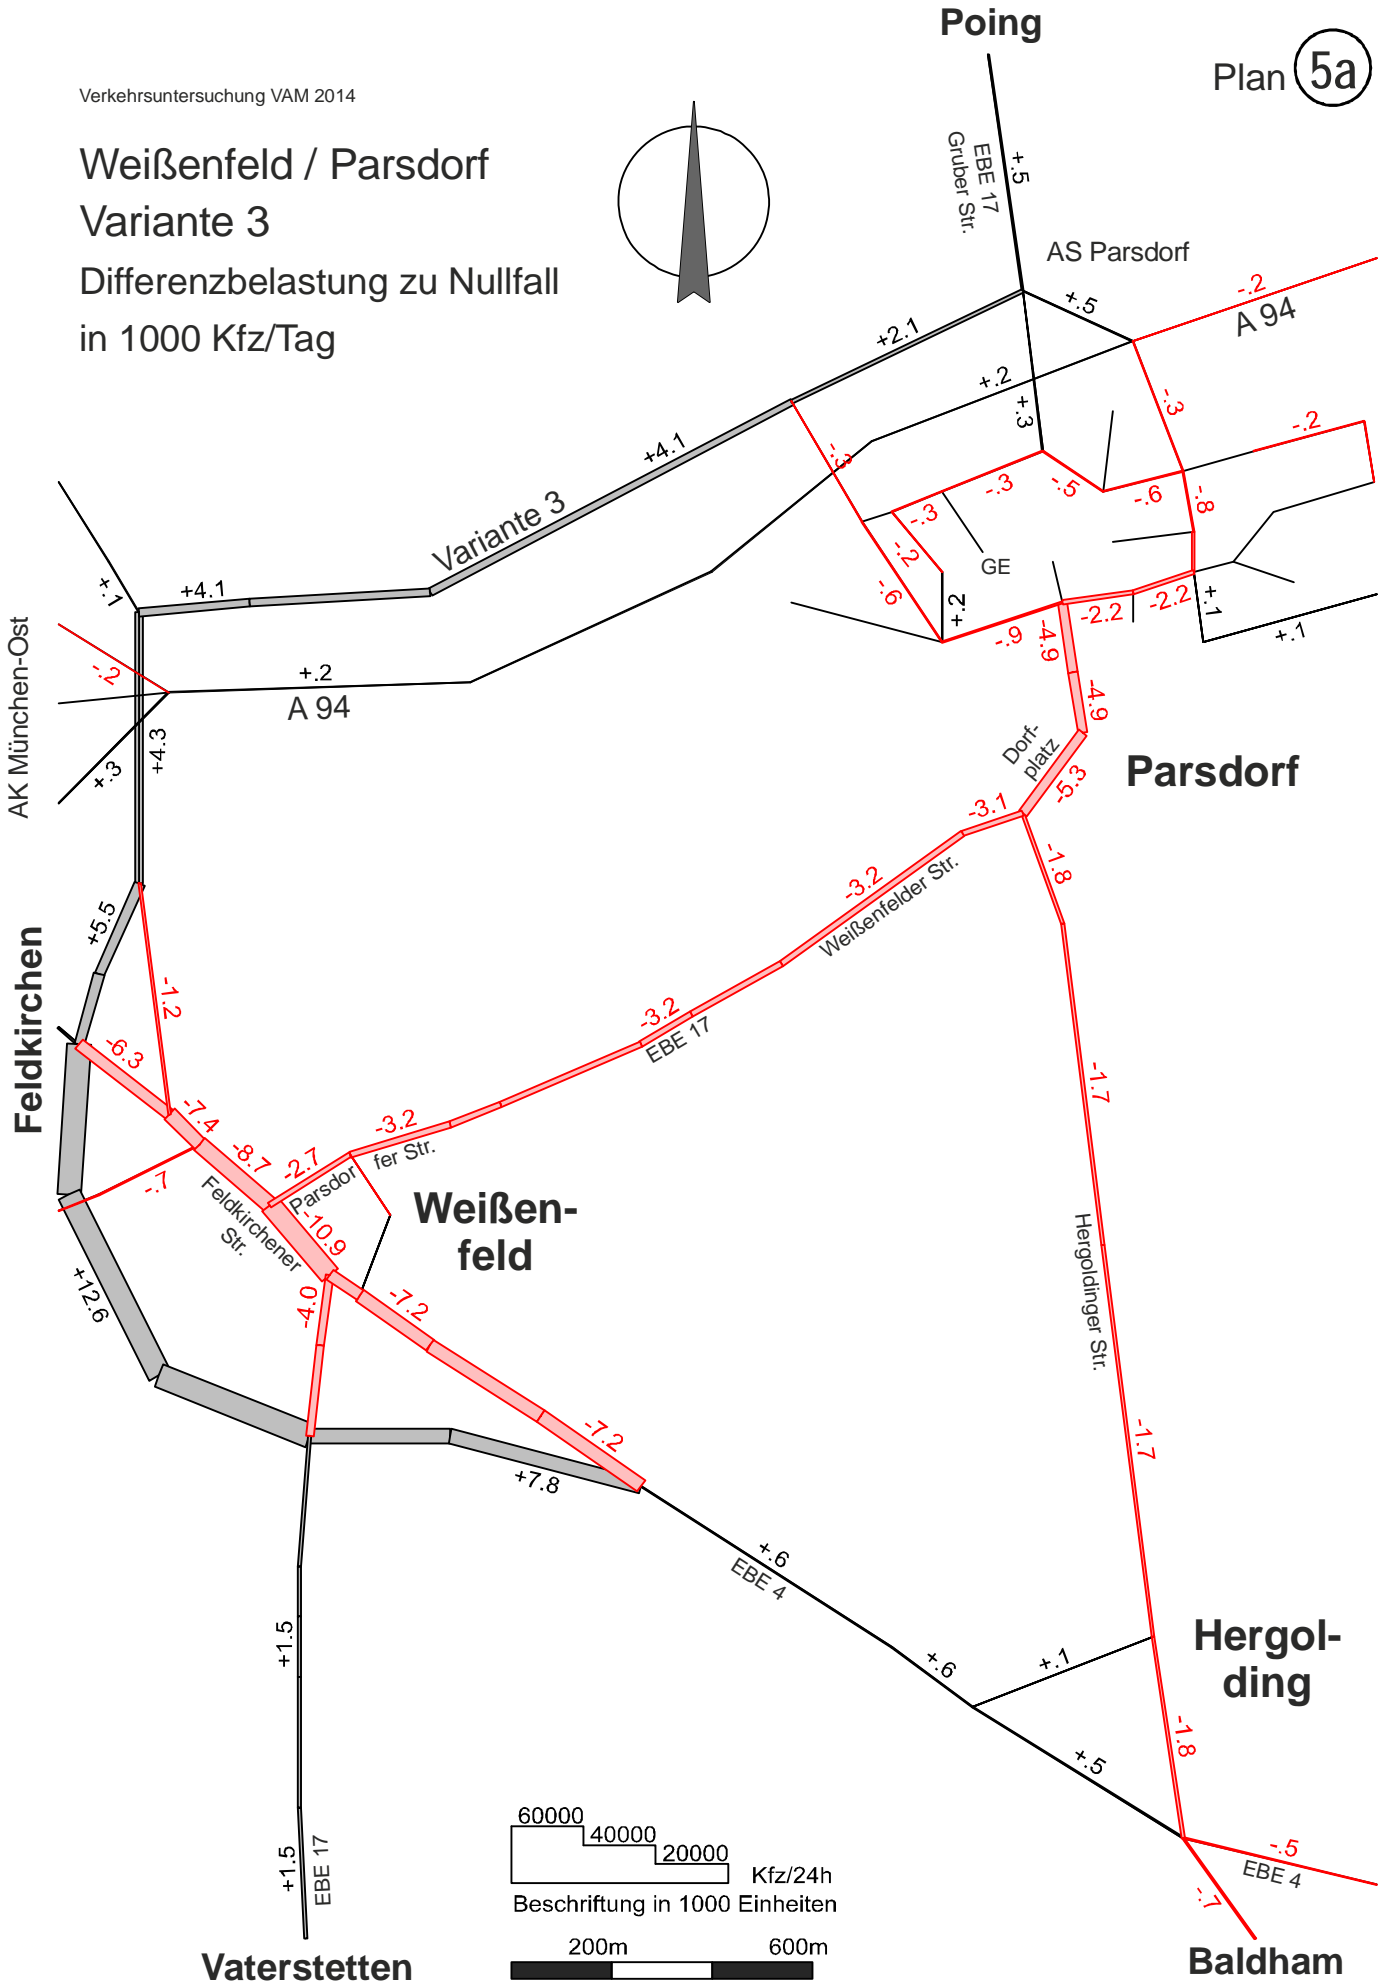 Poing
Plan 5a
Verkehrsuntersuchung VAM 2014
Weißenfeld / Parsdorf
Variante 3
Differenzbelastung zu Nullfall
in 1000 Kfz/Tag
EBE 17
Gruber Str.
+.5
AS Parsdorf
+.5
-.2
A 94
+2.1
+.2
+.3
-.3
-.2
+4.1
-.3
-.3
-.5
-.6
-.8
Variante 3
-.3
-.2
GE
-.6
+.2
-.9
-4.9
-2.2
-2.2
+.1
+.1
+.1
+4.1
AK München-Ost
-.2
+.2
A 94
+.3
+4.3
-4.9
Dorf-
platz
-5.3
Parsdorf
-3.1
-1.8
-3.2
Weißenfelder Str.
+5.5
Feldkirchen
-1.2
-3.2
EBE 17
-6.3
-7.4
-8.7
-1.7
-3.2
-2.7
Parsdor
fer Str.
-.7
Feldkirchener
Str.
-10.9
Weißen-
feld
Hergoldinger Str.
+12.6
-4.0
-7.2
-7.2
+7.8
-1.7
+.6
EBE 4
+1.5
+.6
+.1
Hergol-
ding
-1.8
+.5
60000
40000
20000
Kfz/24h
Beschriftung in 1000 Einheiten
+1.5
EBE 17
-.5
EBE 4
-.7
200m
600m
Vaterstetten
Baldham